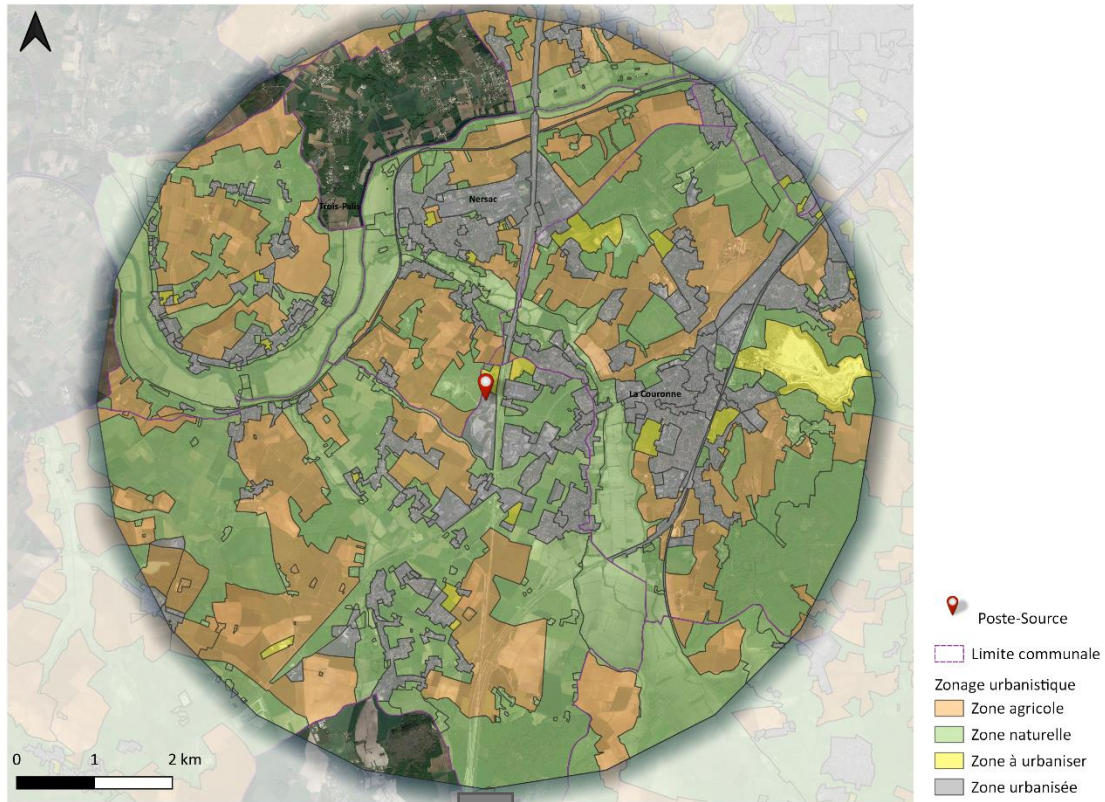 Trois-Palis
Nersac
La Couronne
Poste-Source
Limite communale
Zonage urbanistique
Zone agricole
Zone naturelle
Zone à urbaniser
Zone urbanisée
0 1 2 km